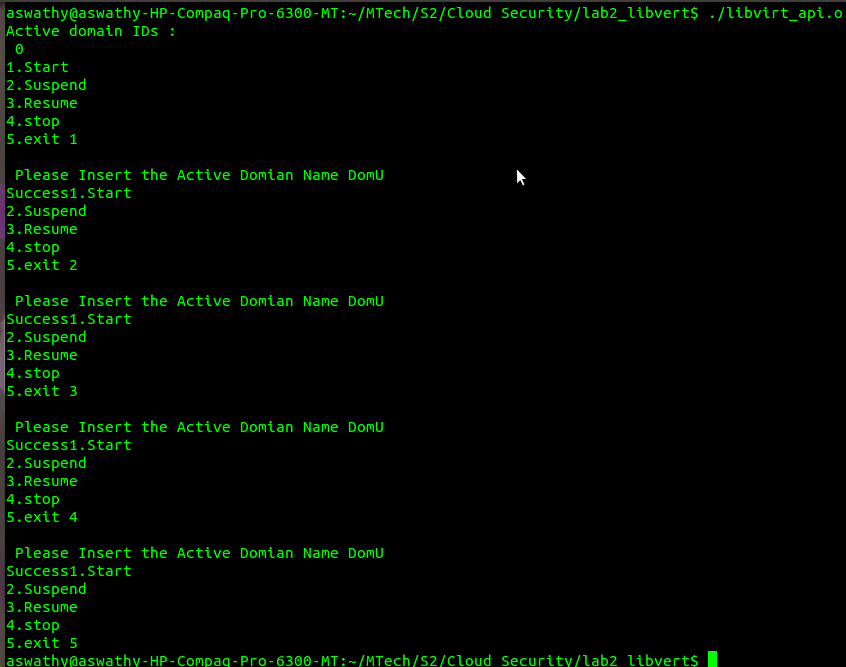 aswathy@aswathy-HP-Compaq-Pro-6300-MT:~/MTech/S2/Cloud Security/lab2_libvert$ ./libvirt_api.o
Active domain IDs :
 0
1.Start
2.Suspend
3.Resume
4.stop
5.exit 1

 Please Insert the Active Domian Name DomU
Success1.Start
2.Suspend
3.Resume
4.stop
5.exit 2

 Please Insert the Active Domian Name DomU
Success1.Start
2.Suspend
3.Resume
4.stop
5.exit 3

 Please Insert the Active Domian Name DomU
Success1.Start
2.Suspend
3.Resume
4.stop
5.exit 4

 Please Insert the Active Domian Name DomU
Success1.Start
2.Suspend
3.Resume
4.stop
5.exit 5
aswathy@aswathy-HP-Compaq-Pro-6300-MT:~/MTech/S2/Cloud Security/lab2_libvert$